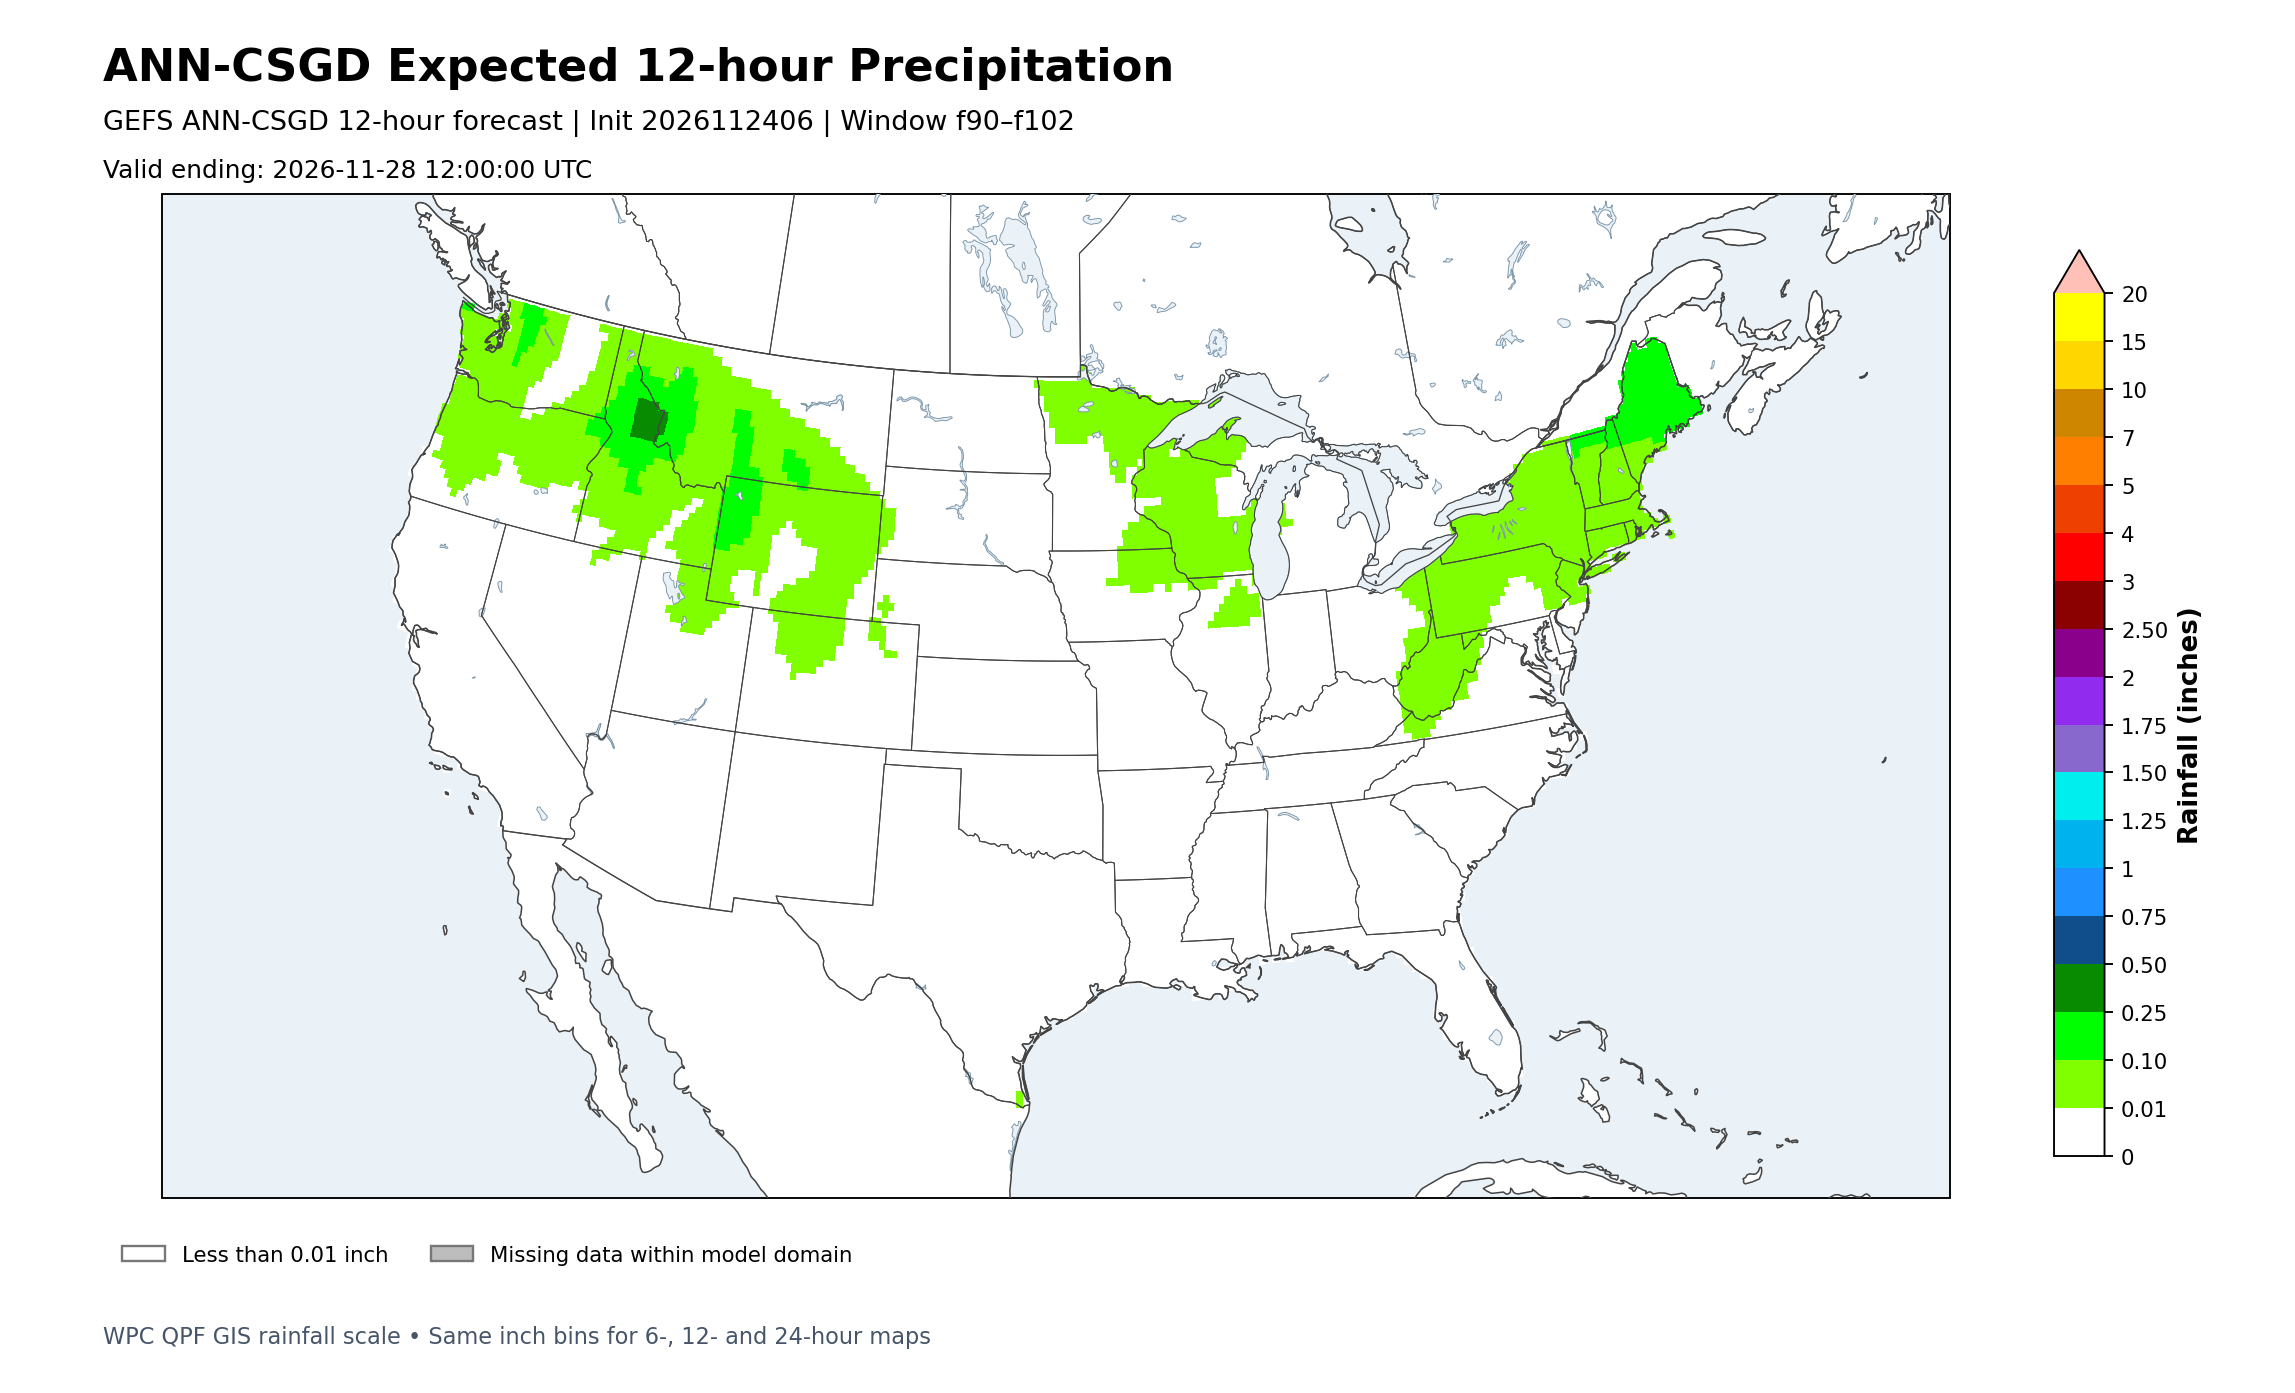 ANN-CSGD Expected 12-hour Precipitation
GEFS ANN-CSGD 12-hour forecast | Init 2026112406 | Window f90–f102
Valid ending: 2026-11-28 12:00:00 UTC
20
15
10
7
5
4
3
2.50
2
1.75
1.50
1.25
1
0.75
0.50
0.25
0.10
0.01
0
Rainfall (inches)
Less than 0.01 inch
Missing data within model domain
WPC QPF GIS rainfall scale • Same inch bins for 6-, 12- and 24-hour maps